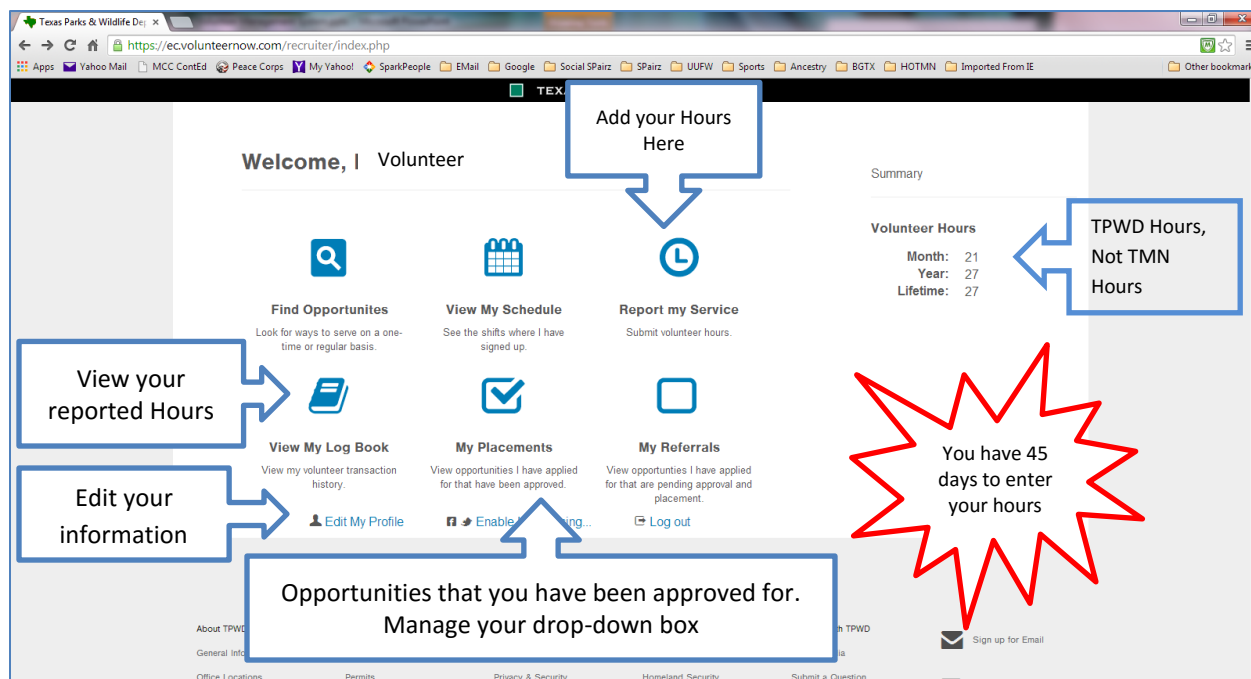 Texas Parks & Wildlife De
https://ec.volunteernow.com/recruiter/index.php
Apps Yahoo Mail MCC ContEd Peace Corps My Yahoo! SparkPeople EMail Google Social SPairz SPairz UUFW Sports Ancestry BGTX HOTMN Imported From IE Other bookmark
Add your Hours
Here
Welcome, Volunteer
Summary
Volunteer Hours
Month: 21
Year: 27
Lifetime: 27
TPWD Hours,
Not TMN
Hours
Find Opportunites
Look for ways to serve on a one-
time or regular basis.
View My Schedule
See the shifts where I have
signed up.
Report my Service
Submit volunteer hours.
View your
reported Hours
View My Log Book
View my volunteer transaction
history.
My Placements
View opportunities I have applied
for that have been approved.
My Referrals
View opportunties I have applied
for that are pending approval and
placement.
You have 45
days to enter
your hours
Edit your
information
Edit My Profile
Enable
Log out
Opportunities that you have been approved for.
Manage your drop-down box
About
TPWD
Sign up for Email
General
Office Locations
Permits
Privacy & Security
Homeland Security
Submit a Question